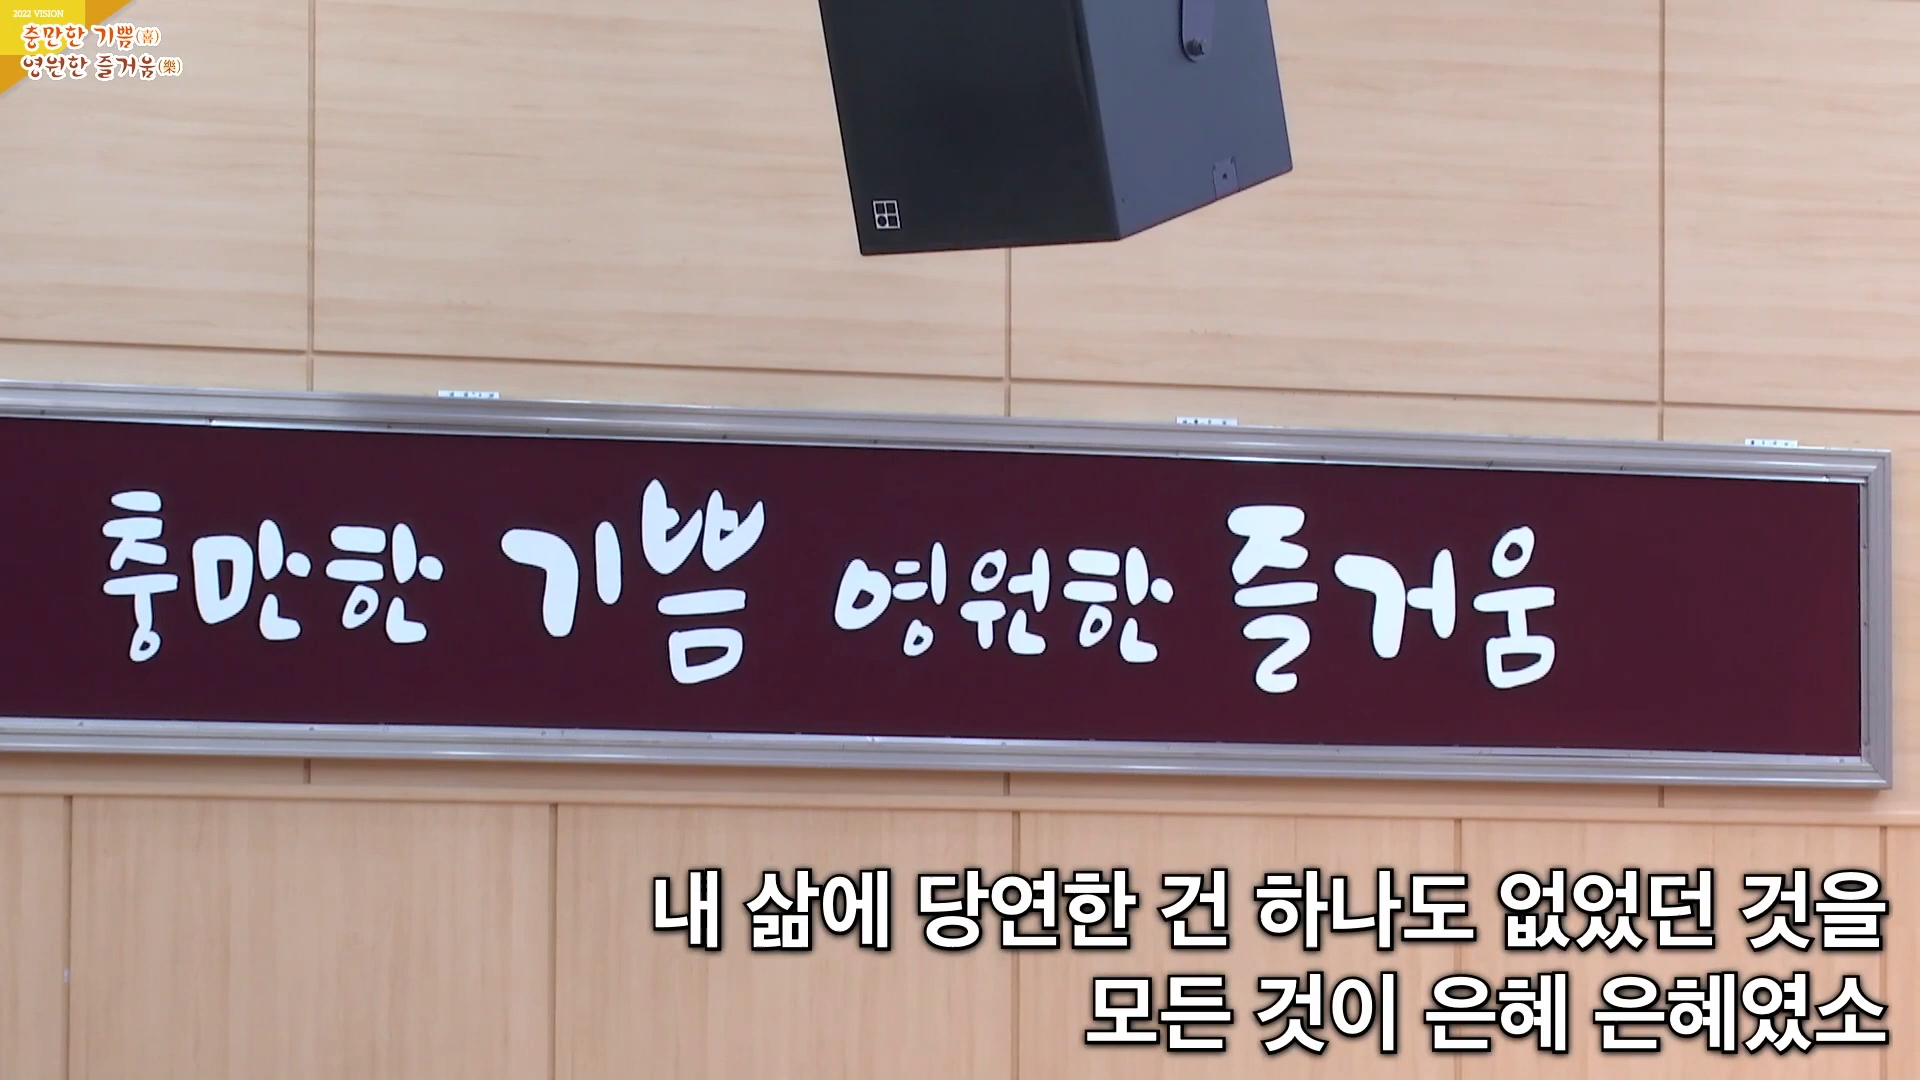 2022 VISION
충만한 기쁨(喜)
영원한 즐거움(樂)
충만한 기쁨 영원한 즐거움
내 삶에 당연한 건 하나도 없었던 것을
모든 것이 은혜 은혜였소